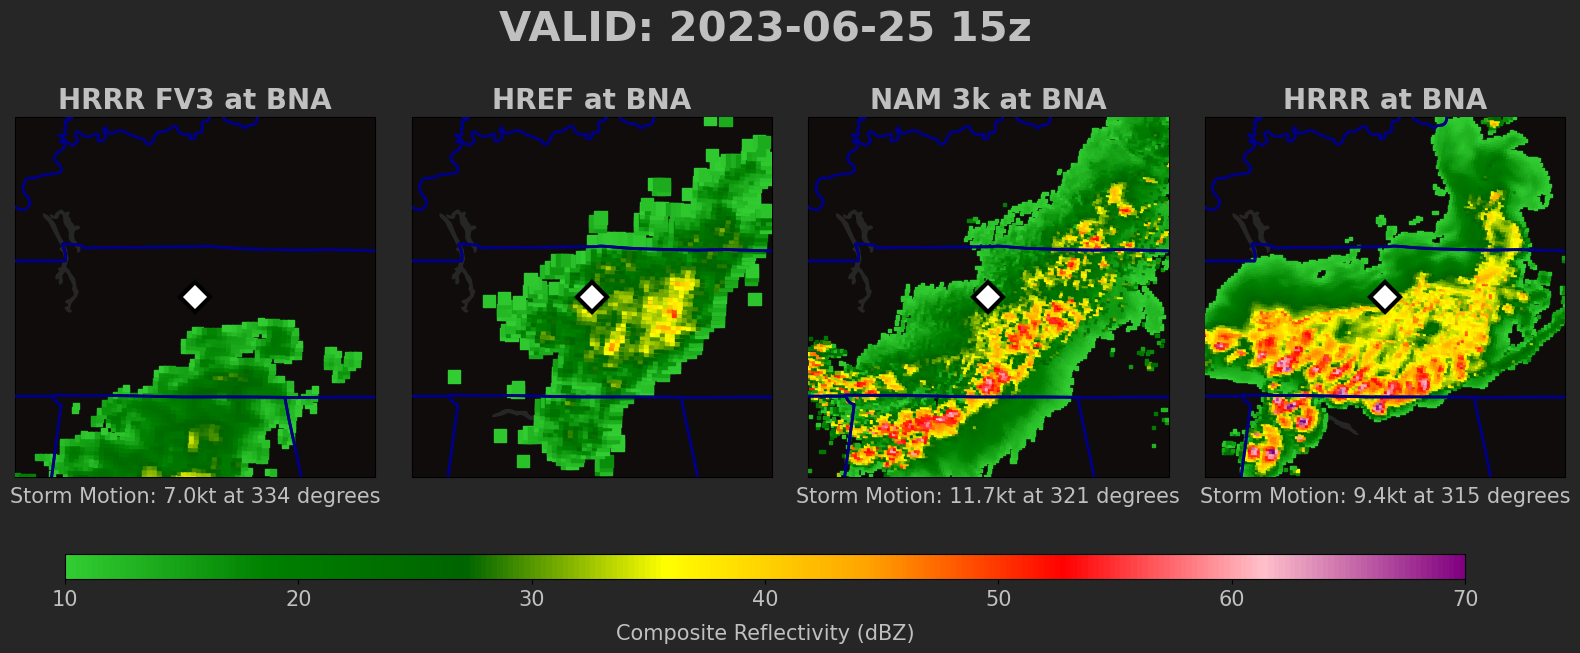 VALID: 2023-06-25 15z
HRRR FV3 at BNA
HREF at BNA
NAM 3k at BNA
HRRR at BNA
Storm Motion: 7.0kt at 334 degrees
Storm Motion: 11.7kt at 321 degrees
Storm Motion: 9.4kt at 315 degrees
10 20 30 40 50 60 70
Composite Reflectivity (dBZ)